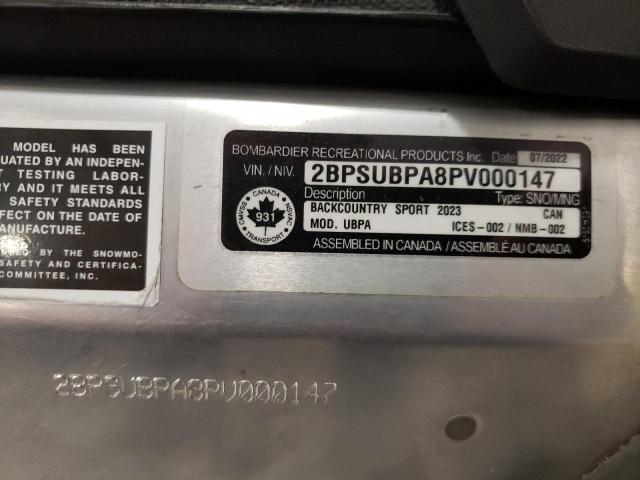 MODEL HAS BEEN
UATED BY AN INDEPEN-
T TESTING LABOR-
RY AND IT MEETS ALL
SAFETY STANDARDS
FECT ON THE DATE OF
ANUFACTURE.
BY THE SNOWMO-
SAFETY AND CERTIFICA-
COMMITTEE, INC.
BOMBARDIER RECREATIONAL PRODUCTS Inc. Date: 07/2022
VIN. / NIV. 2BPSUBPA8PV000147
Description Type: SNO/MNG
BACKCOUNTRY SPORT 2023 CAN
MOD. UBPA ICES-002 / NMB-002
ASSEMBLED IN CANADA / ASSEMBLÉ AU CANADA
CANADA
CMVSS NSVAC
931
TRANSPORT
2BPSUBPA8PV000147